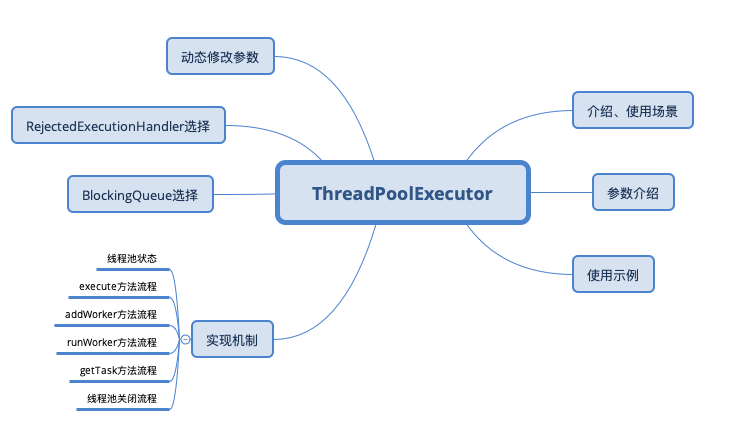 ThreadPoolExecutor
介绍、使用场景
参数介绍
使用示例
实现机制
线程池状态
execute方法流程
addWorker方法流程
runWorker方法流程
getTask方法流程
线程池关闭流程
BlockingQueue选择
RejectedExecutionHandler选择
动态修改参数